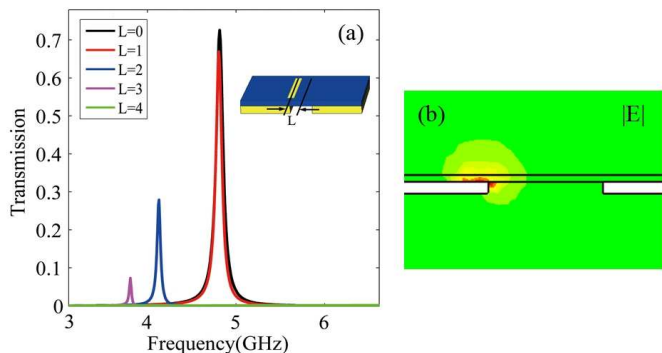 0.7
0.6
0.5
0.4
0.3
0.2
0.1
0
Transmission
L=0
L=1
L=2
L=3
L=4
(a)
L
3 4 5 6
Frequency(GHz)
(b) |E|